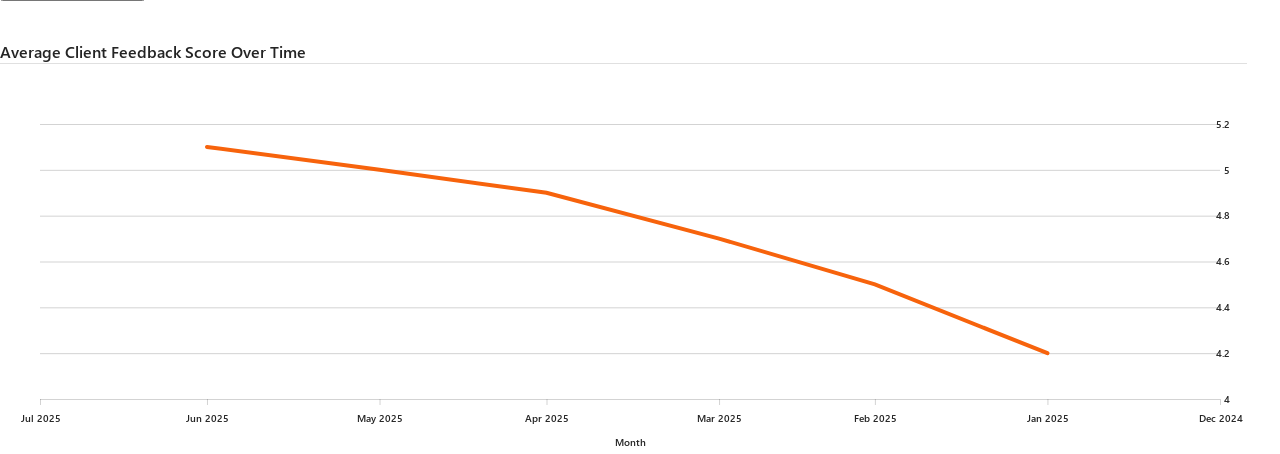 Average Client Feedback Score Over Time
5.2
5
4.8
4.6
4.4
4.2
4
Jul 2025 Jun 2025 May 2025 Apr 2025 Mar 2025 Feb 2025 Jan 2025 Dec 2024
Month